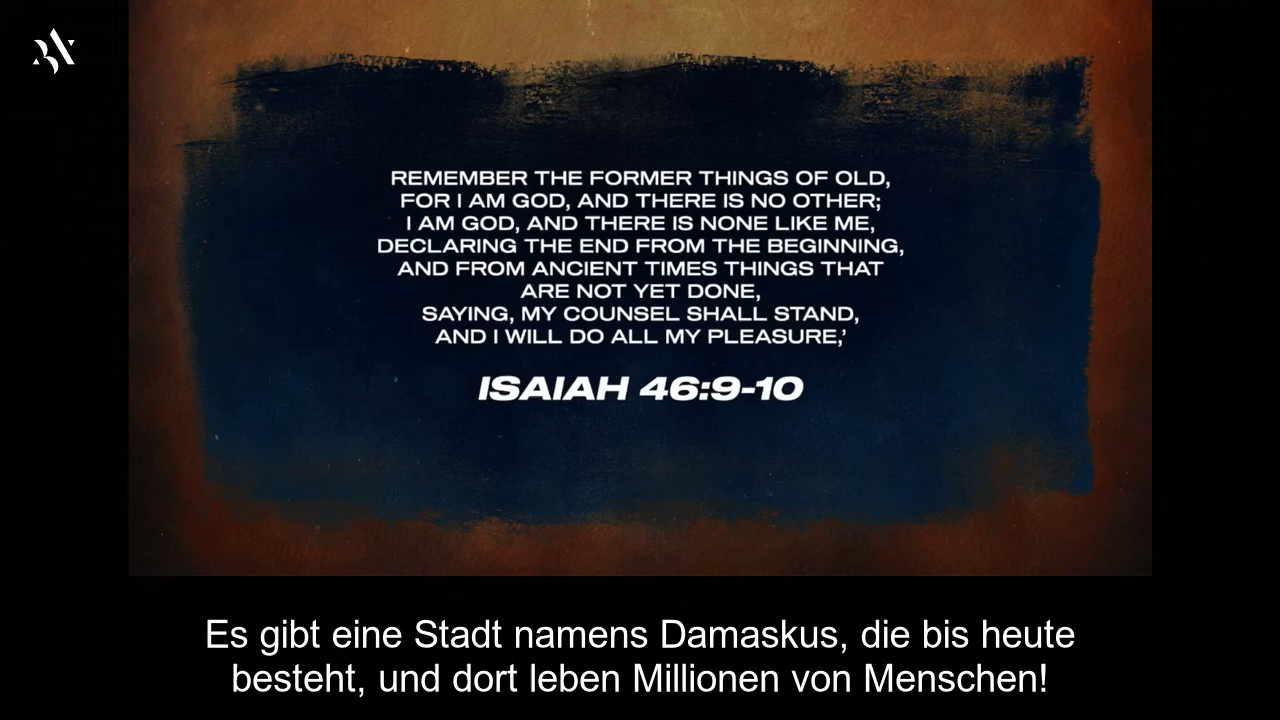 REMEMBER THE FORMER THINGS OF OLD,
FOR I AM GOD, AND THERE IS NO OTHER;
I AM GOD, AND THERE IS NONE LIKE ME,
DECLARING THE END FROM THE BEGINNING,
AND FROM ANCIENT TIMES THINGS THAT
ARE NOT YET DONE,
SAYING, MY COUNSEL SHALL STAND,
AND I WILL DO ALL MY PLEASURE,’
ISAIAH 46:9-10
Es gibt eine Stadt namens Damaskus, die bis heute
besteht, und dort leben Millionen von Menschen!